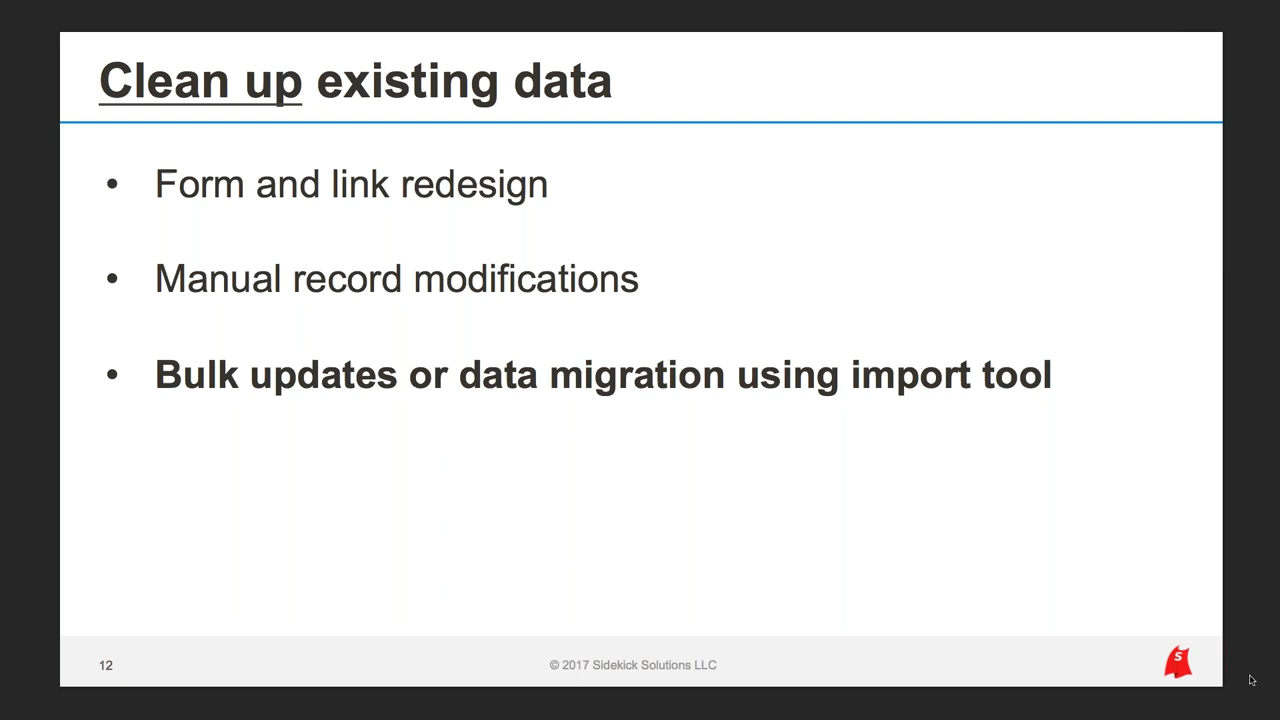 Clean up existing data
• Form and link redesign
• Manual record modifications
• Bulk updates or data migration using import tool
12
© 2017 Sidekick Solutions LLC
S